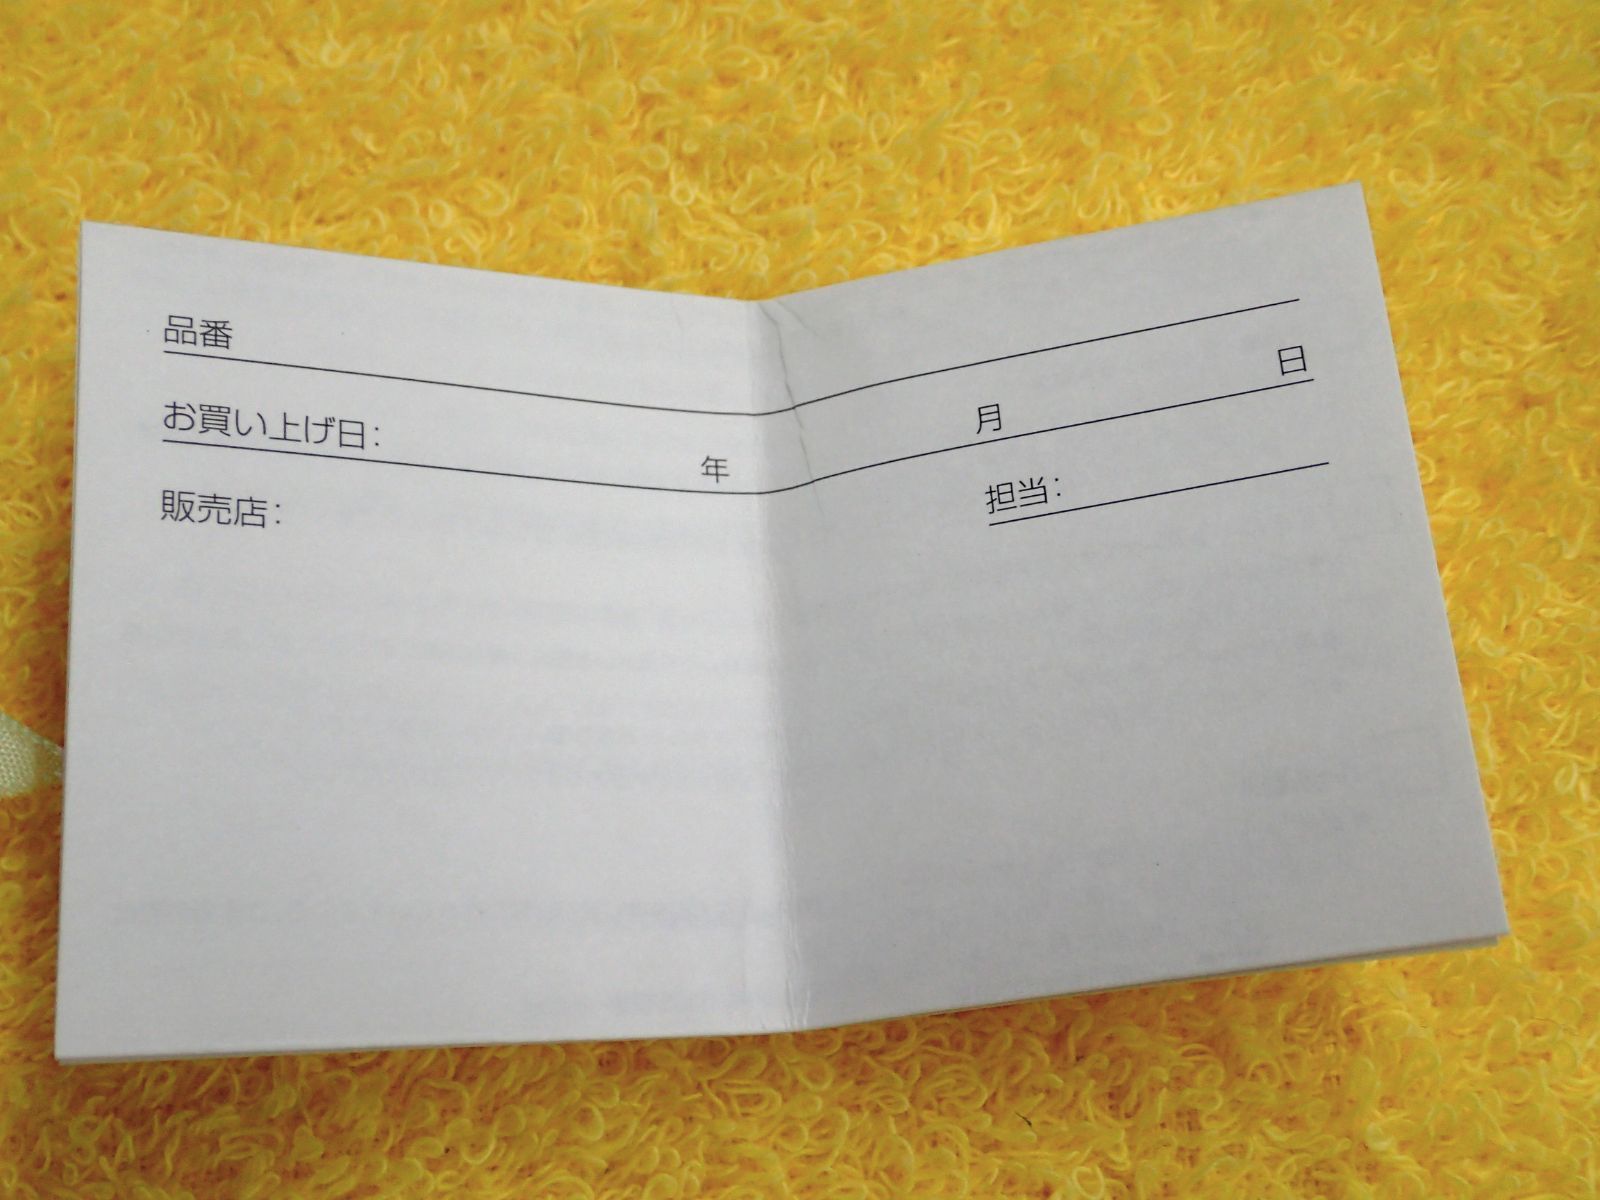 品番
お買い上げ日: 年 月 日
販売店: 担当: